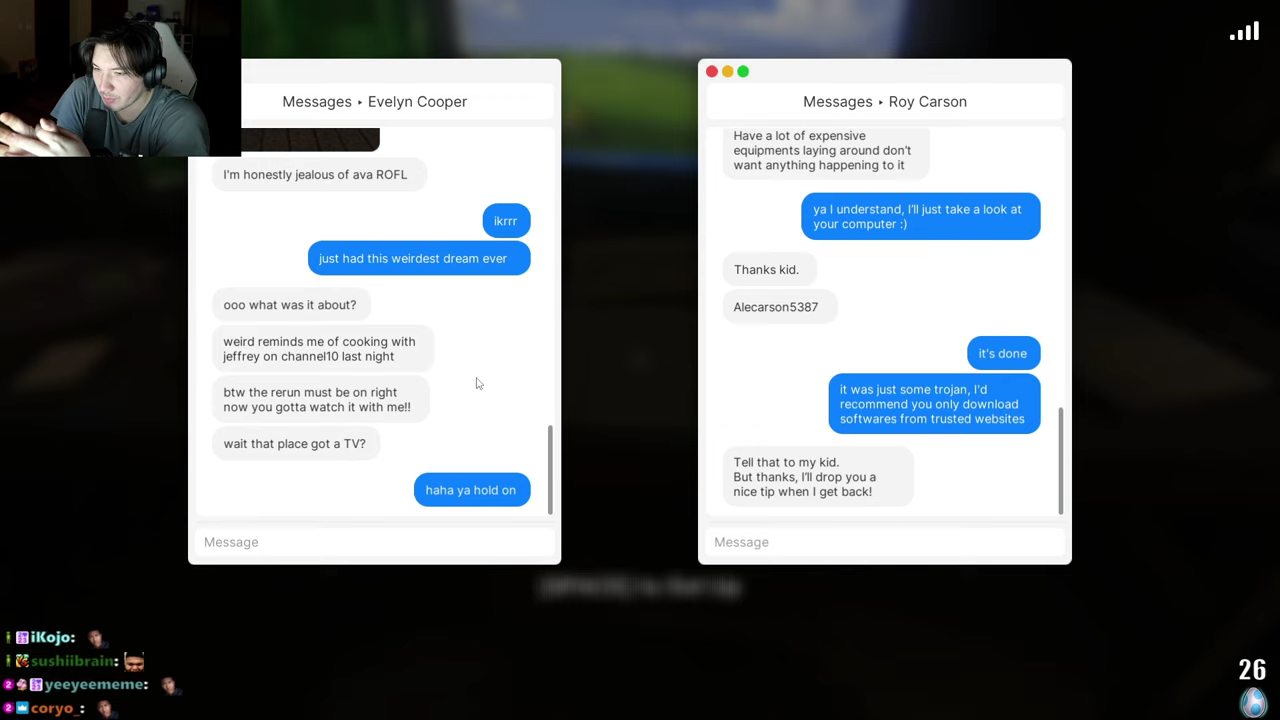 Messages ‣ Evelyn Cooper
I'm honestly jealous of ava ROFL
ikrrr
just had this weirdest dream ever
ooo what was it about?
weird reminds me of cooking with
jeffrey on channel10 last night
btw the rerun must be on right
now you gotta watch it with me!!
wait that place got a TV?
haha ya hold on
Message
Messages ‣ Roy Carson
Have a lot of expensive
equipments laying around don't
want anything happening to it
ya I understand, I'll just take a look at
your computer :)
Thanks kid.
Alecarson5387
it's done
it was just some trojan, I'd
recommend you only download
softwares from trusted websites
Tell that to my kid.
But thanks, I'll drop you a
nice tip when I get back!
Message
iKojo:
sushiibrain:
yeeyeememe:
coryo_:
26